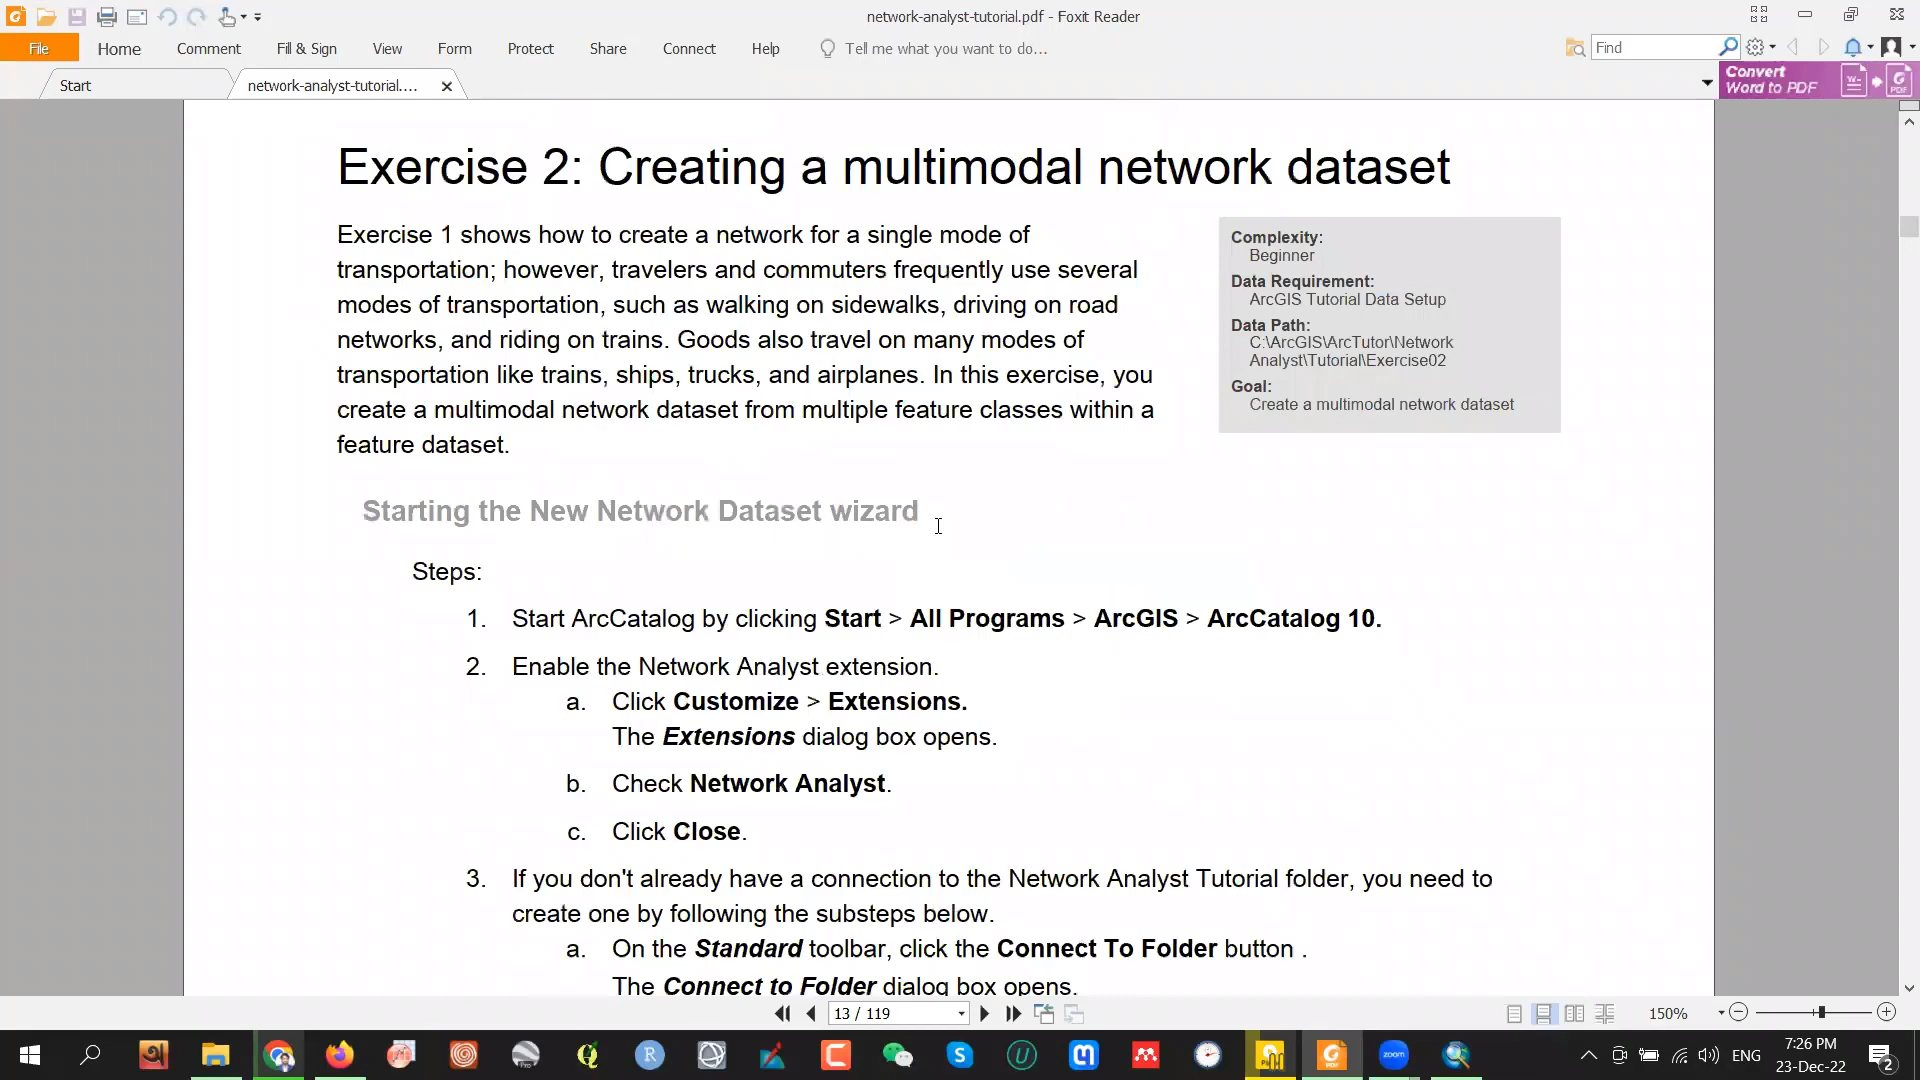 network-analyst-tutorial.pdf - Foxit Reader
File Home Comment Fill & Sign View Form Protect Share Connect Help Tell me what you want to do... Find
Start network-analyst-tutorial.... Convert
Word to PDF
Exercise 2: Creating a multimodal network dataset
Exercise 1 shows how to create a network for a single mode of
transportation; however, travelers and commuters frequently use several
modes of transportation, such as walking on sidewalks, driving on road
networks, and riding on trains. Goods also travel on many modes of
transportation like trains, ships, trucks, and airplanes. In this exercise, you
create a multimodal network dataset from multiple feature classes within a
feature dataset.
Complexity:
Beginner
Data Requirement:
ArcGIS Tutorial Data Setup
Data Path:
C:\ArcGIS\ArcTutor\Network
Analyst\Tutorial\Exercise02
Goal:
Create a multimodal network dataset
Starting the New Network Dataset wizard
Steps:
1. Start ArcCatalog by clicking Start > All Programs > ArcGIS > ArcCatalog 10.
2. Enable the Network Analyst extension.
a. Click Customize > Extensions.
The Extensions dialog box opens.
b. Check Network Analyst.
c. Click Close.
3. If you don't already have a connection to the Network Analyst Tutorial folder, you need to
create one by following the substeps below.
a. On the Standard toolbar, click the Connect To Folder button .
The Connect to Folder dialog box opens.
13 / 119 150%
zoom ENG 7:26 PM
23-Dec-22 2